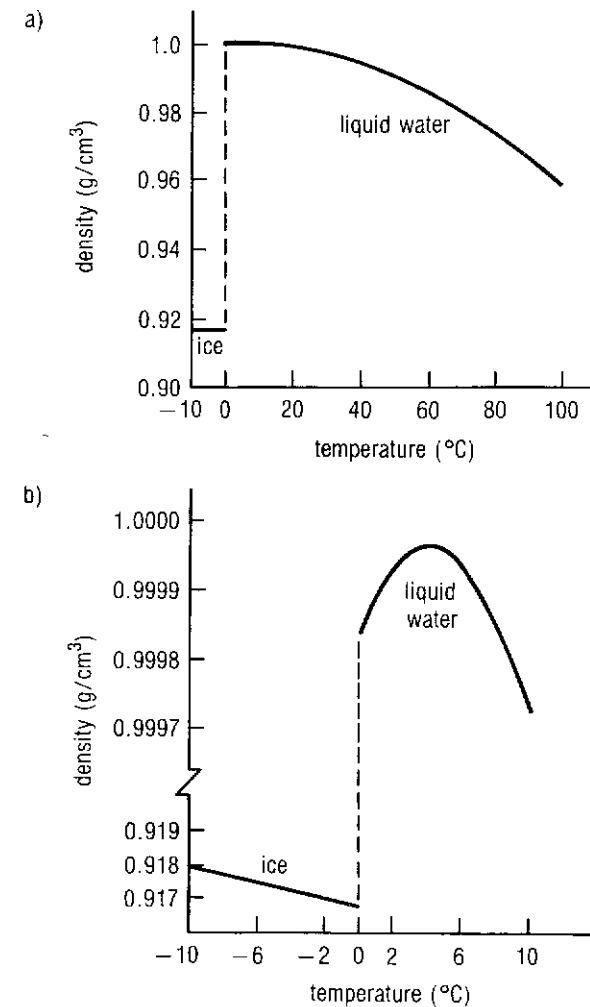 a)
1.0
0.98
0.96
0.94
0.92
0.90
density (g/cm³)
liquid water
ice
−10 0 20 40 60 80 100
temperature (°C)
b)
1.0000
0.9999
0.9998
0.9997
0.919
0.918
0.917
density (g/cm³)
liquid
water
ice
−10 −6 −2 0 2 6 10
temperature (°C)